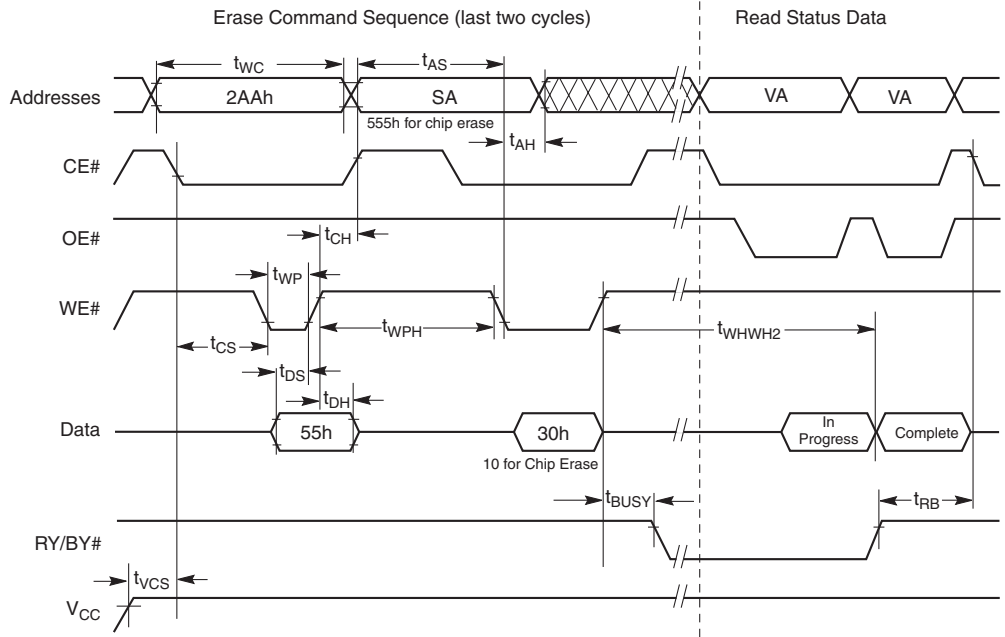 Erase Command Sequence (last two cycles)
Read Status Data
tWC
tAS
Addresses
2AAh
SA
VA
VA
555h for chip erase
tAH
CE#
OE#
tCH
tWP
WE#
tWPH
tWHWH2
tCS
tDS
tDH
Data
55h
30h
In
Progress
Complete
10 for Chip Erase
tBUSY
tRB
RY/BY#
tVCS
VCC